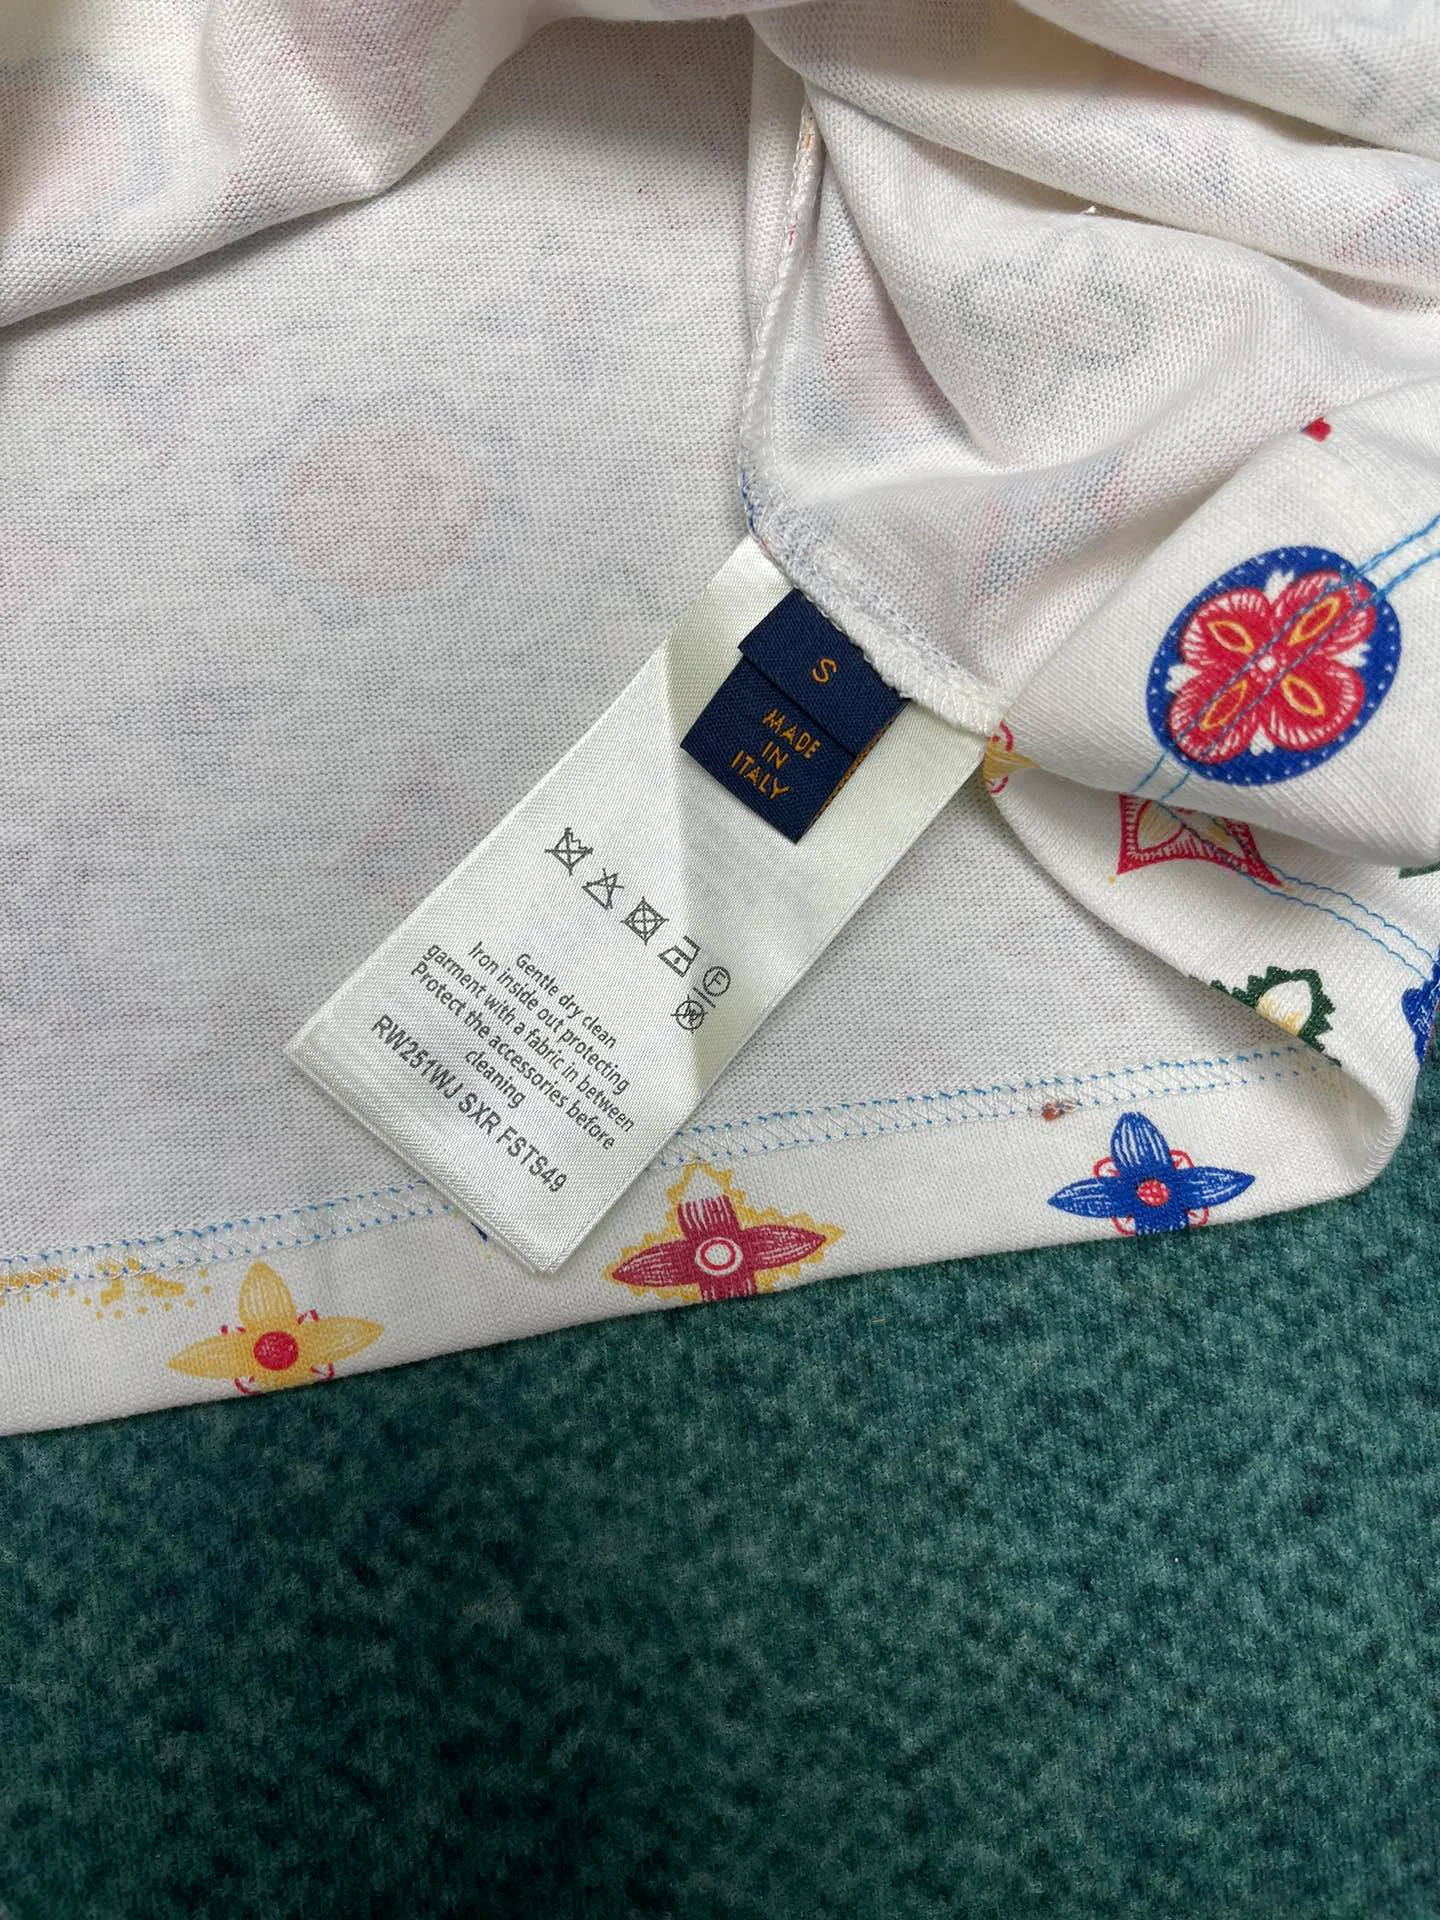 S
MADE
IN
ITALY
F
W
Gentle dry clean
Iron inside out protecting
garment with a fabric in between
Protect the accessories before
cleaning
RW251WJ SXR FSTS49